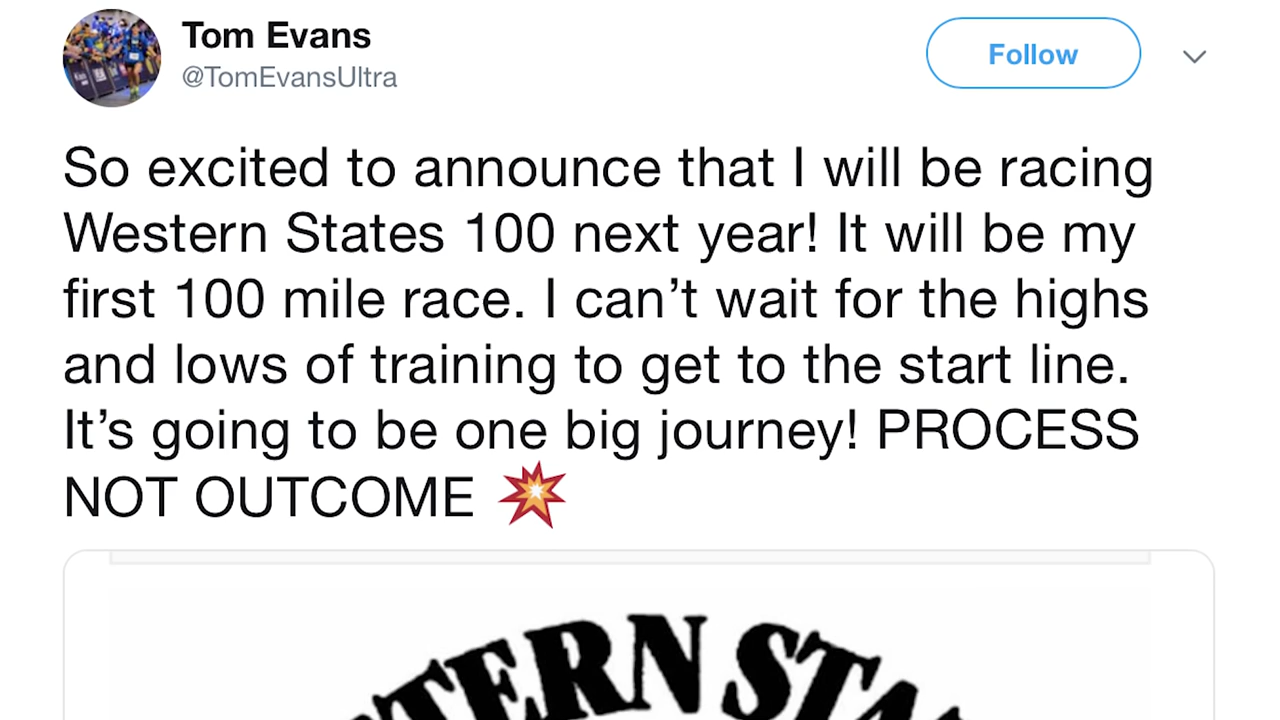 Tom Evans
@TomEvansUltra
Follow
So excited to announce that I will be racing
Western States 100 next year! It will be my
first 100 mile race. I can’t wait for the highs
and lows of training to get to the start line.
It’s going to be one big journey! PROCESS
NOT OUTCOME 💥